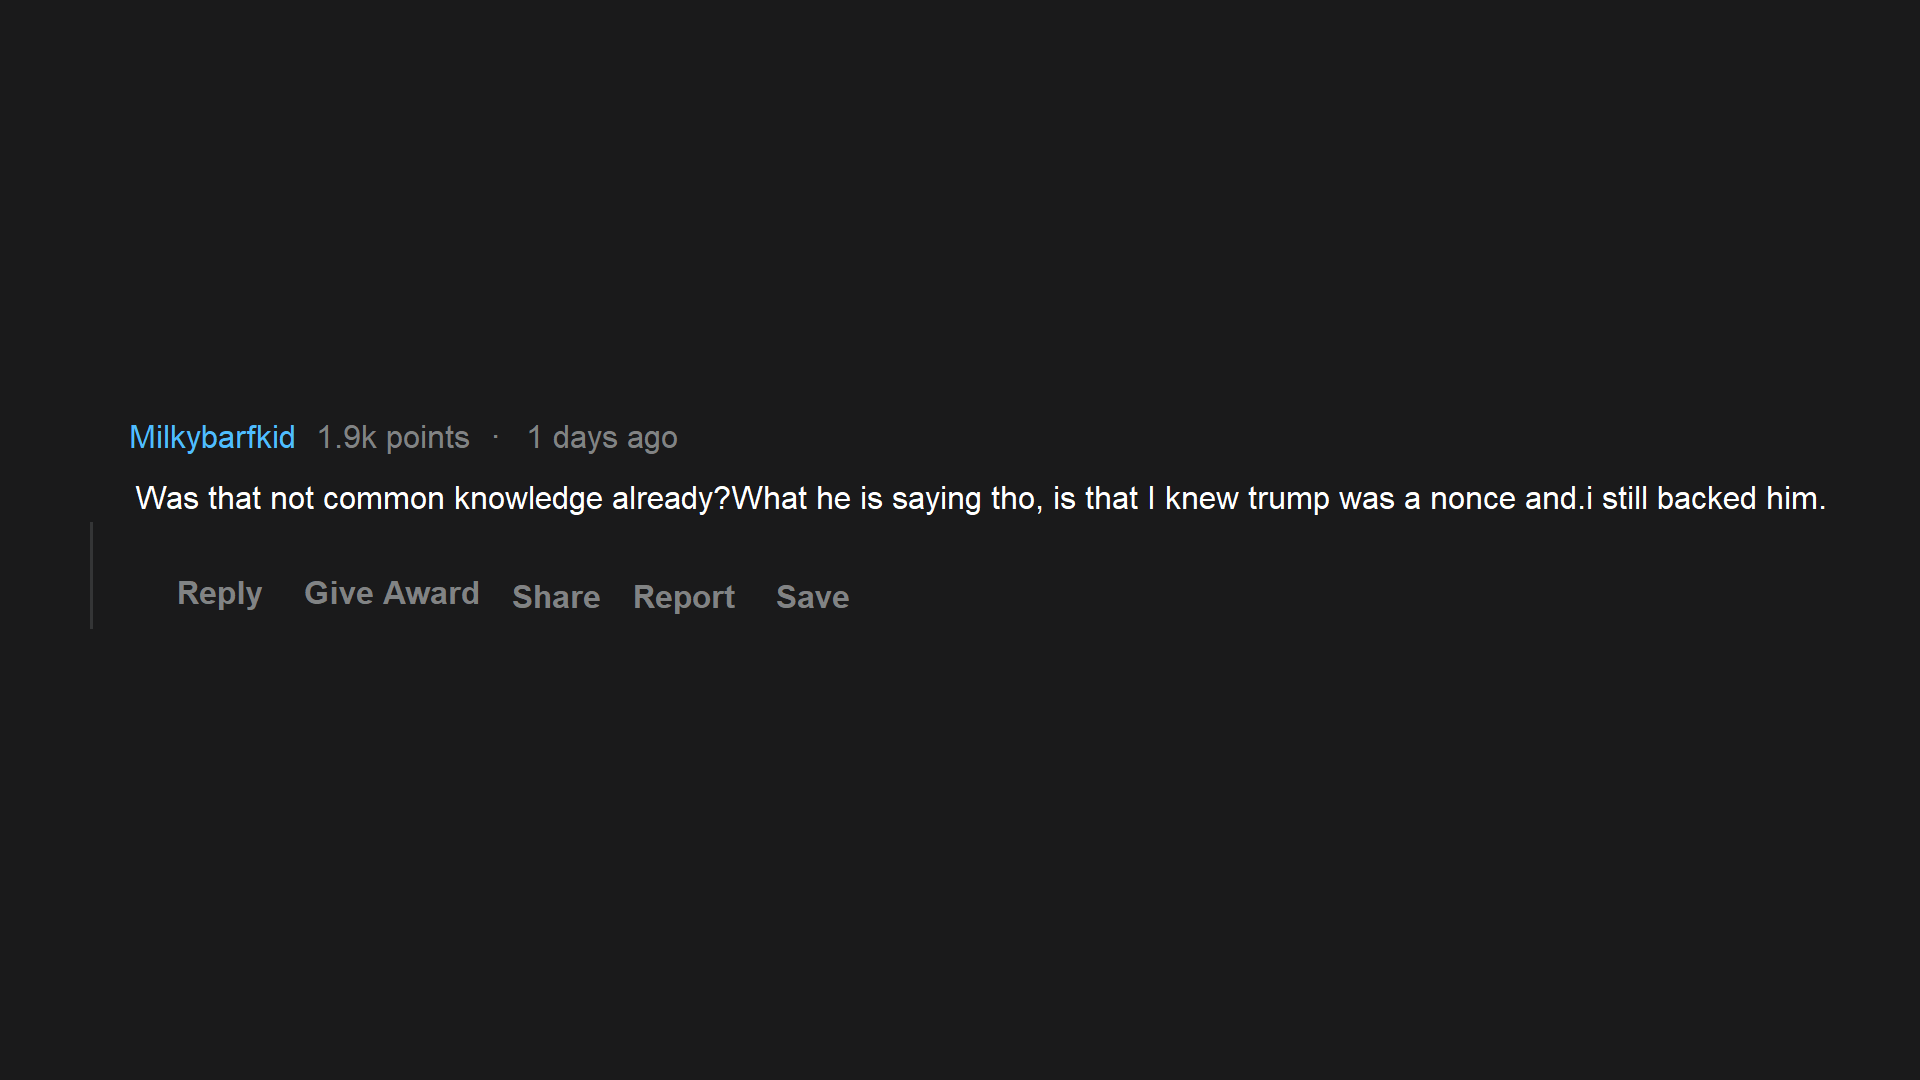 Milkybarfkid 1.9k points · 1 days ago
Was that not common knowledge already?What he is saying tho, is that I knew trump was a nonce and.i still backed him.
Reply Give Award Share Report Save